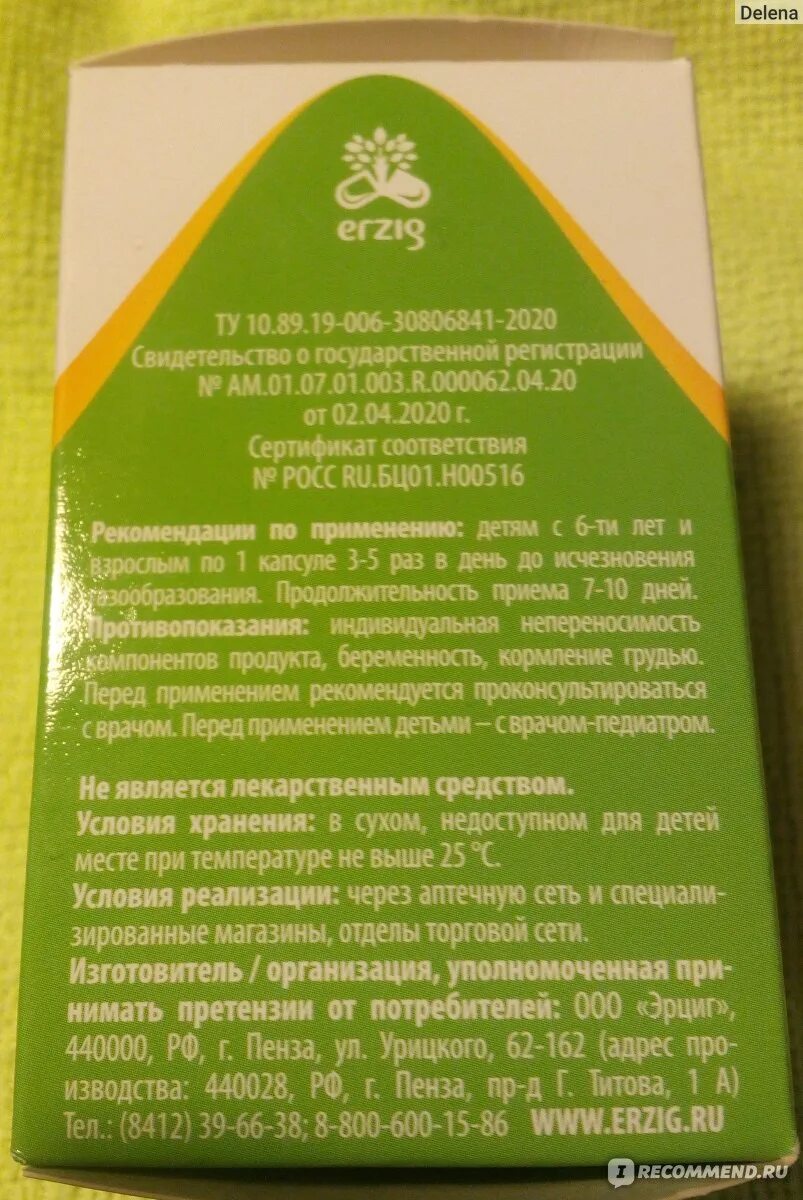 Delena
erzig
ТУ 10.89.19-006-30806841-2020
Свидетельство о государственной регистрации
№ АМ.01.07.01.003.R.000062.04.20
от 02.04.2020 г.
Сертификат соответствия
№ РОСС RU.БЦ01.Н00516
Рекомендации по применению: детям с 6-ти лет и
взрослым по 1 капсуле 3-5 раз в день до исчезновения
газообразования. Продолжительность приема 7-10 дней.
Противопоказания: индивидуальная непереносимость
компонентов продукта, беременность, кормление грудью.
Перед применением рекомендуется проконсультироваться
с врачом. Перед применением детьми – с врачом-педиатром.
Не является лекарственным средством.
Условия хранения: в сухом, недоступном для детей
месте при температуре не выше 25 °С.
Условия реализации: через аптечную сеть и специали-
зированные магазины, отделы торговой сети.
Изготовитель / организация, уполномоченная при-
нимать претензии от потребителей: ООО «Эрциг»,
440000, РФ, г. Пенза, ул. Урицкого, 62-162 (адрес про-
изводства: 440028, РФ, г. Пенза, пр-д Г. Титова, 1 А)
Тел.: (8412) 39-66-38; 8-800-600-15-86 WWW.ERZIG.RU
I RECOMMEND.RU